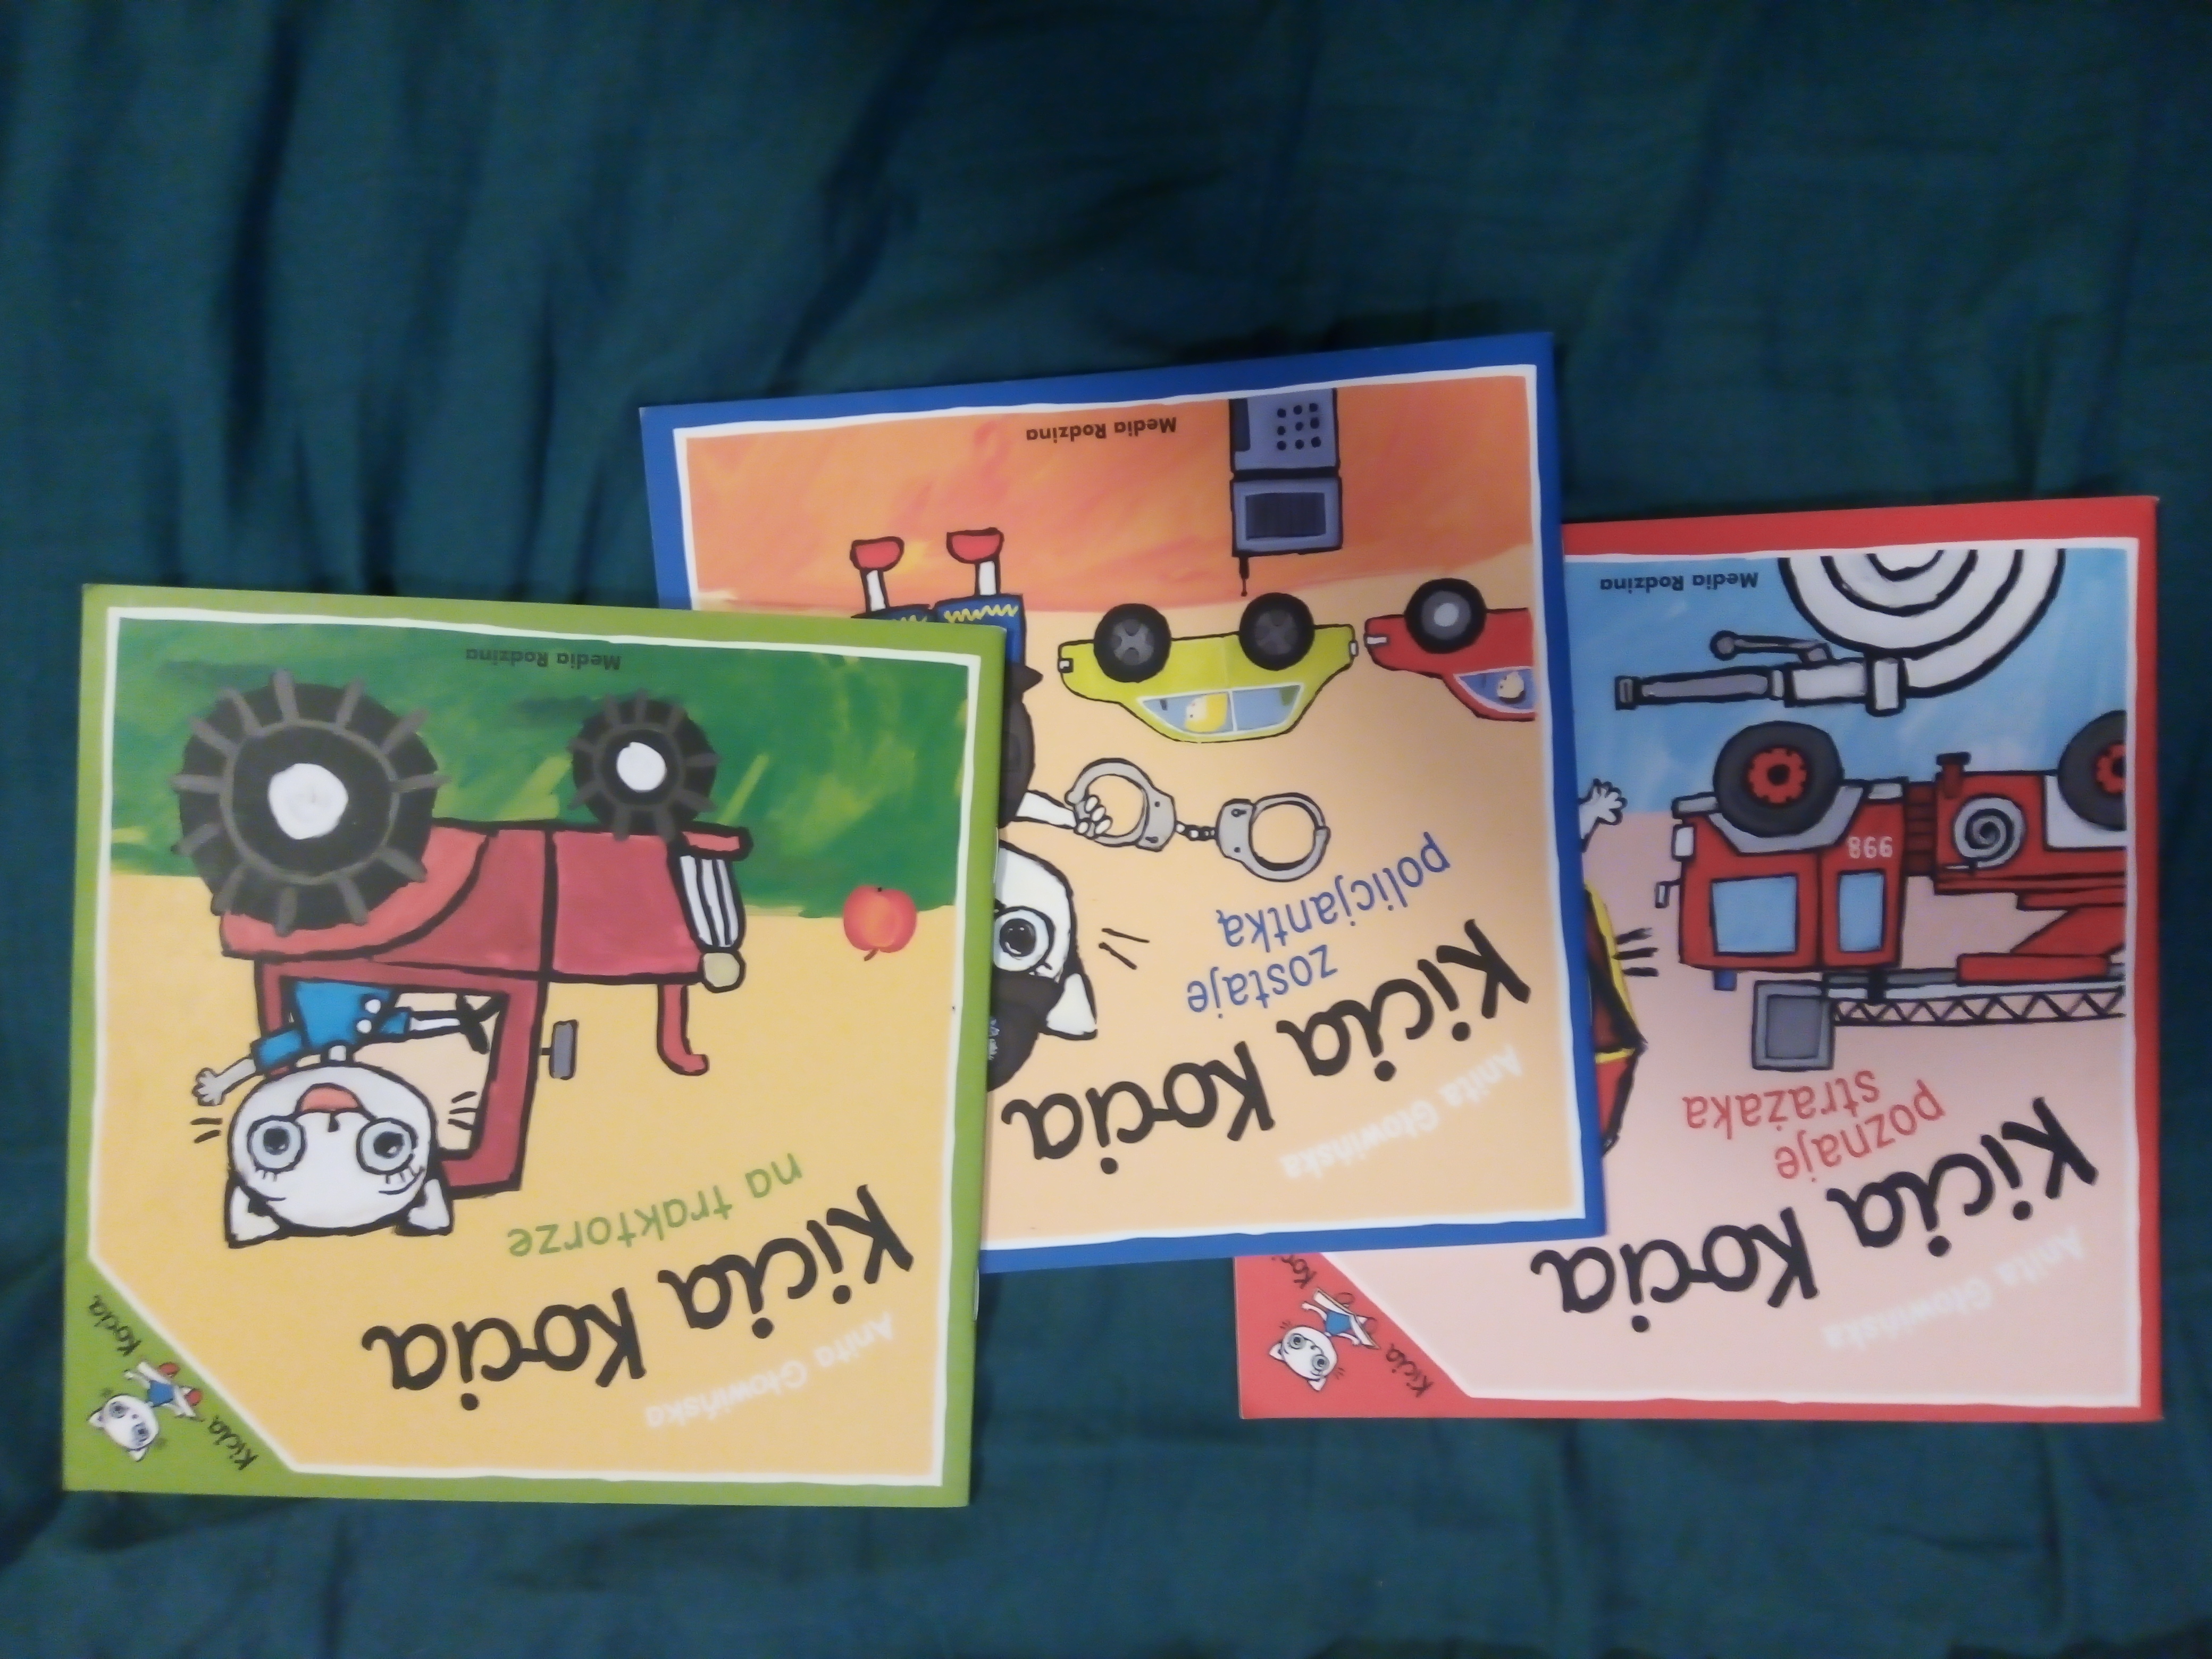 Anita Głowińska
Kicia Kocia
poznaje
strażaka
998
Media Rodzina
Kicia
Anita Głowińska
Kicia Kocia
zostaje
policjantką
Media Rodzina
Anita Głowińska
Kicia Kocia
na traktorze
Media Rodzina
Kicia Kocia